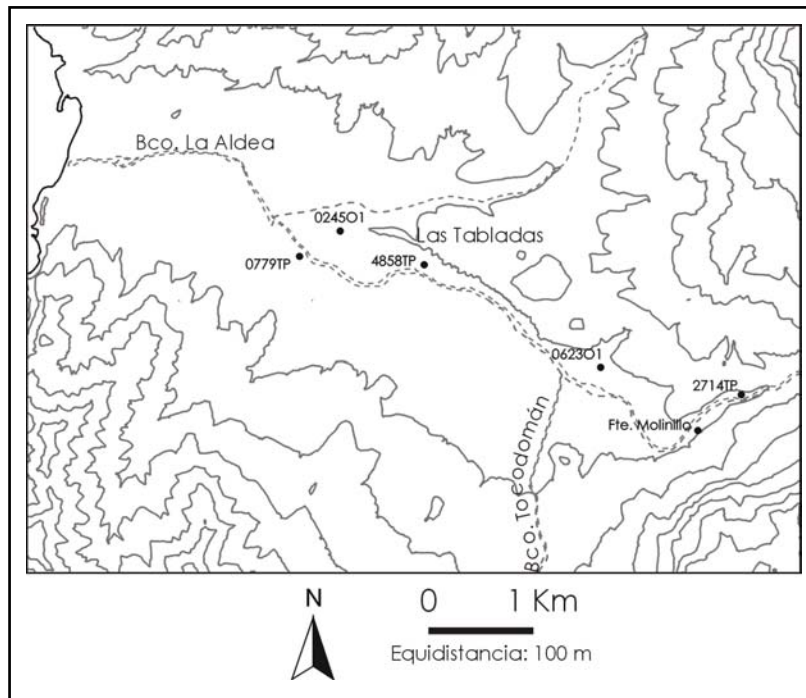 Bco. La Aldea
0245O1
Las Tabladas
0779TP
4858TP
0623O1
2714TP
Fte. Molinillo
Bco. Tocodomán
N
0 1 Km
Equidistancia: 100 m